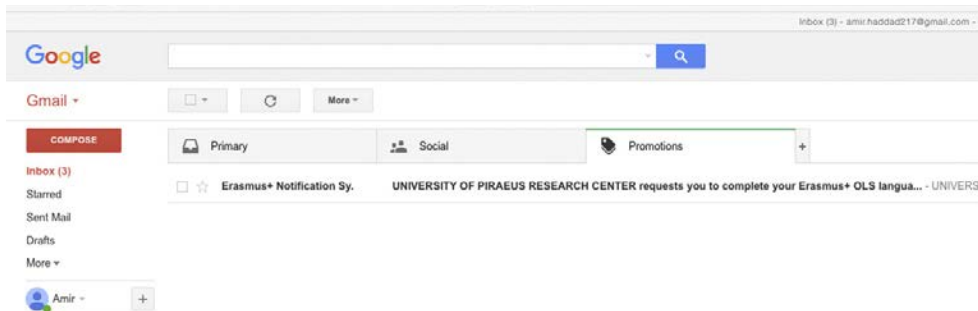 Inbox (3) - amir.haddad217@gmail.com -
Google
Gmail
More
COMPOSE
Primary
Social
Promotions
+
Inbox (3)
Erasmus+ Notification Sy.
UNIVERSITY OF PIRAEUS RESEARCH CENTER requests you to complete your Erasmus+ OLS langua... - UNIVERS
Starred
Sent Mail
Drafts
More
Amir
+